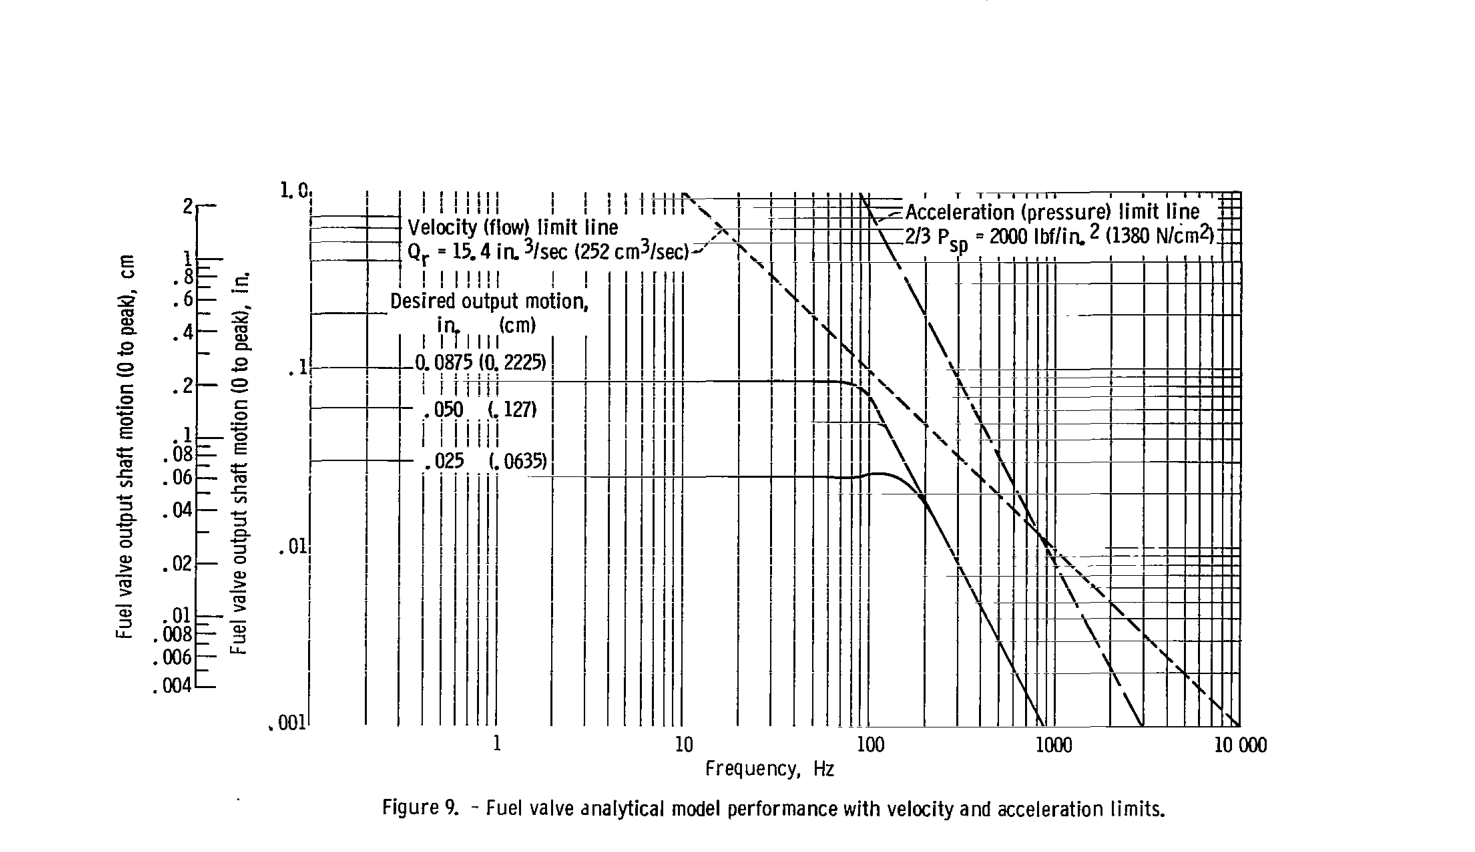 Fuel valve output shaft motion (0 to peak), cm
2
1
.8
.6
.4
.2
.1
.08
.06
.04
.02
.01
.008
.006
.004
Fuel valve output shaft motion (0 to peak), in.
1.0
.1
.01
.001
Velocity (flow) limit line
Qr = 15.4 in.3/sec (252 cm3/sec)
Acceleration (pressure) limit line
2/3 Psp = 2000 lbf/in.2 (1380 N/cm2)
Desired output motion,
in. (cm)
0.0875 (0.2225)
.050 (.127)
.025 (.0635)
1 10 100 1000 10 000
Frequency, Hz
Figure 9. - Fuel valve analytical model performance with velocity and acceleration limits.